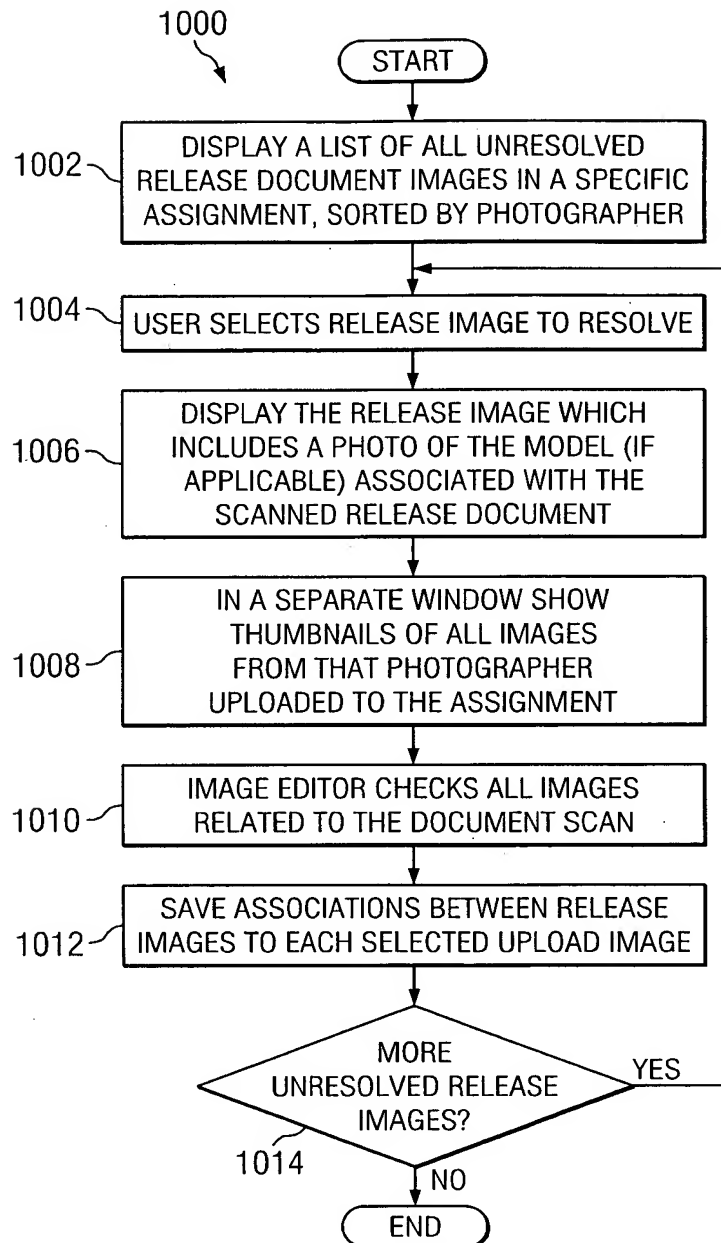 1000
START
1002
DISPLAY A LIST OF ALL UNRESOLVED
RELEASE DOCUMENT IMAGES IN A SPECIFIC
ASSIGNMENT, SORTED BY PHOTOGRAPHER
1004
USER SELECTS RELEASE IMAGE TO RESOLVE
1006
DISPLAY THE RELEASE IMAGE WHICH
INCLUDES A PHOTO OF THE MODEL (IF
APPLICABLE) ASSOCIATED WITH THE
SCANNED RELEASE DOCUMENT
1008
IN A SEPARATE WINDOW SHOW
THUMBNAILS OF ALL IMAGES
FROM THAT PHOTOGRAPHER
UPLOADED TO THE ASSIGNMENT
1010
IMAGE EDITOR CHECKS ALL IMAGES
RELATED TO THE DOCUMENT SCAN
1012
SAVE ASSOCIATIONS BETWEEN RELEASE
IMAGES TO EACH SELECTED UPLOAD IMAGE
MORE
UNRESOLVED RELEASE
IMAGES?
YES
1014
NO
END